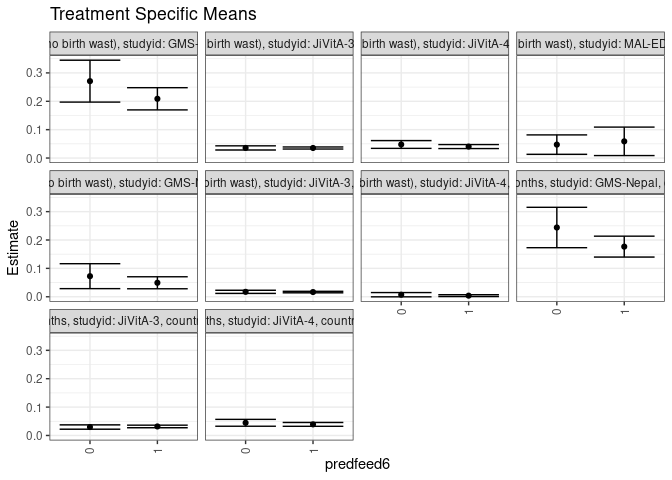 Treatment Specific Means
no birth wast), studyid: GMS-
birth wast), studyid: JiVitA-3
birth wast), studyid: JiVitA-4
birth wast), studyid: MAL-ED
0.3
0.2
0.1
0.0
o birth wast), studyid: GMS-N
birth wast), studyid: JiVitA-3,
birth wast), studyid: JiVitA-4,
onths, studyid: GMS-Nepal,
0.3
0.2
0.1
0.0
0 1
0 1
nths, studyid: JiVitA-3, countr
nths, studyid: JiVitA-4, countr
0.3
0.2
0.1
0.0
0 1
0 1
Estimate
predfeed6